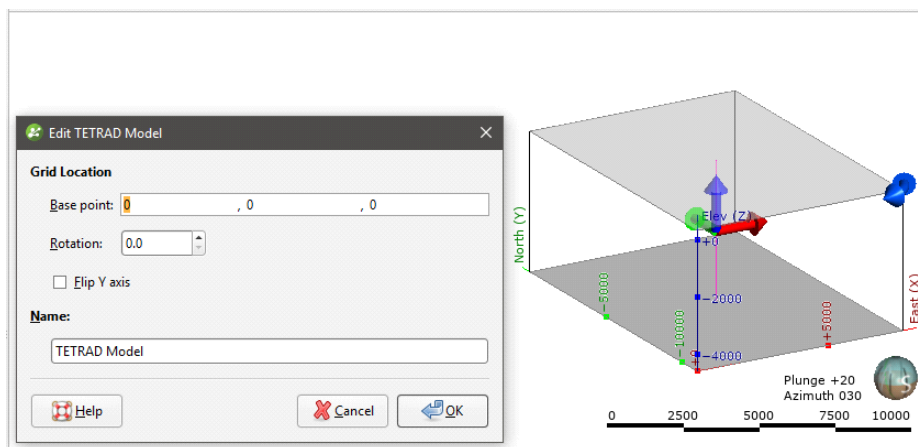 Edit TETRAD Model
Grid Location
Base point: 0 , 0 , 0
Rotation: 0.0
Flip Y axis
Name:
TETRAD Model
Help
Cancel
OK
Elev (Z)
+0
-2000
-4000
North (Y)
-5000
-10000
East (X)
+5000
Plunge +20
Azimuth 030
0 2500 5000 7500 10000
S